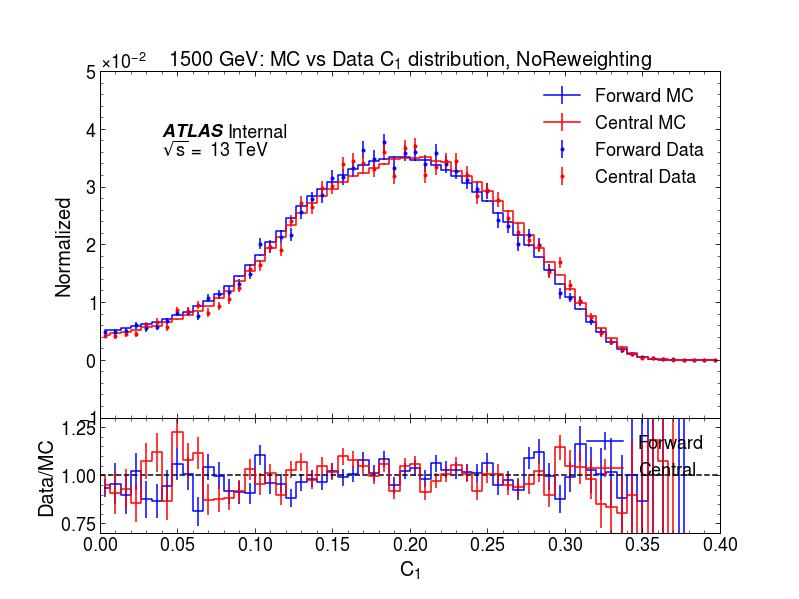 ×10⁻² 1500 GeV: MC vs Data C₁ distribution, NoReweighting
5
4
3
2
1
0
−1
Normalized
ATLAS Internal
√s = 13 TeV
Forward MC
Central MC
Forward Data
Central Data
1.25
1.00
0.75
Data/MC
Forward
Central
0.00 0.05 0.10 0.15 0.20 0.25 0.30 0.35 0.40
C₁